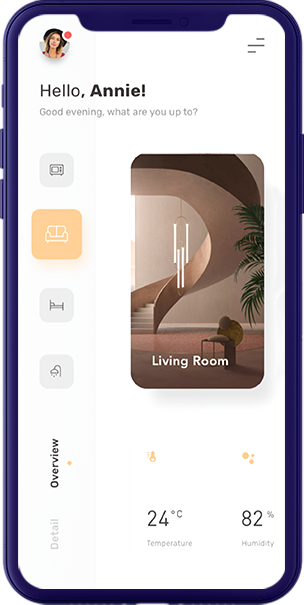 Hello, Annie!
Good evening, what are you up to?
Living Room
Overview
Detail
24°C
Temperature
82%
Humidity